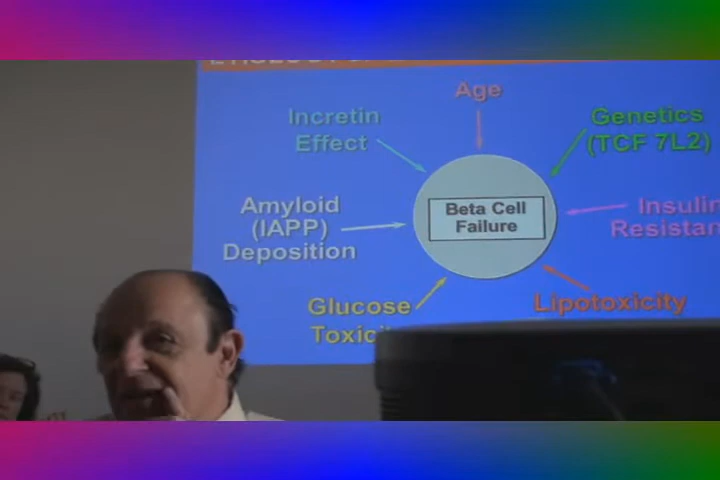 Age
Incretin
Effect
Genetics
(TCF 7L2)
Amyloid
(IAPP)
Deposition
Beta Cell
Failure
Glucose
Lipotoxicity